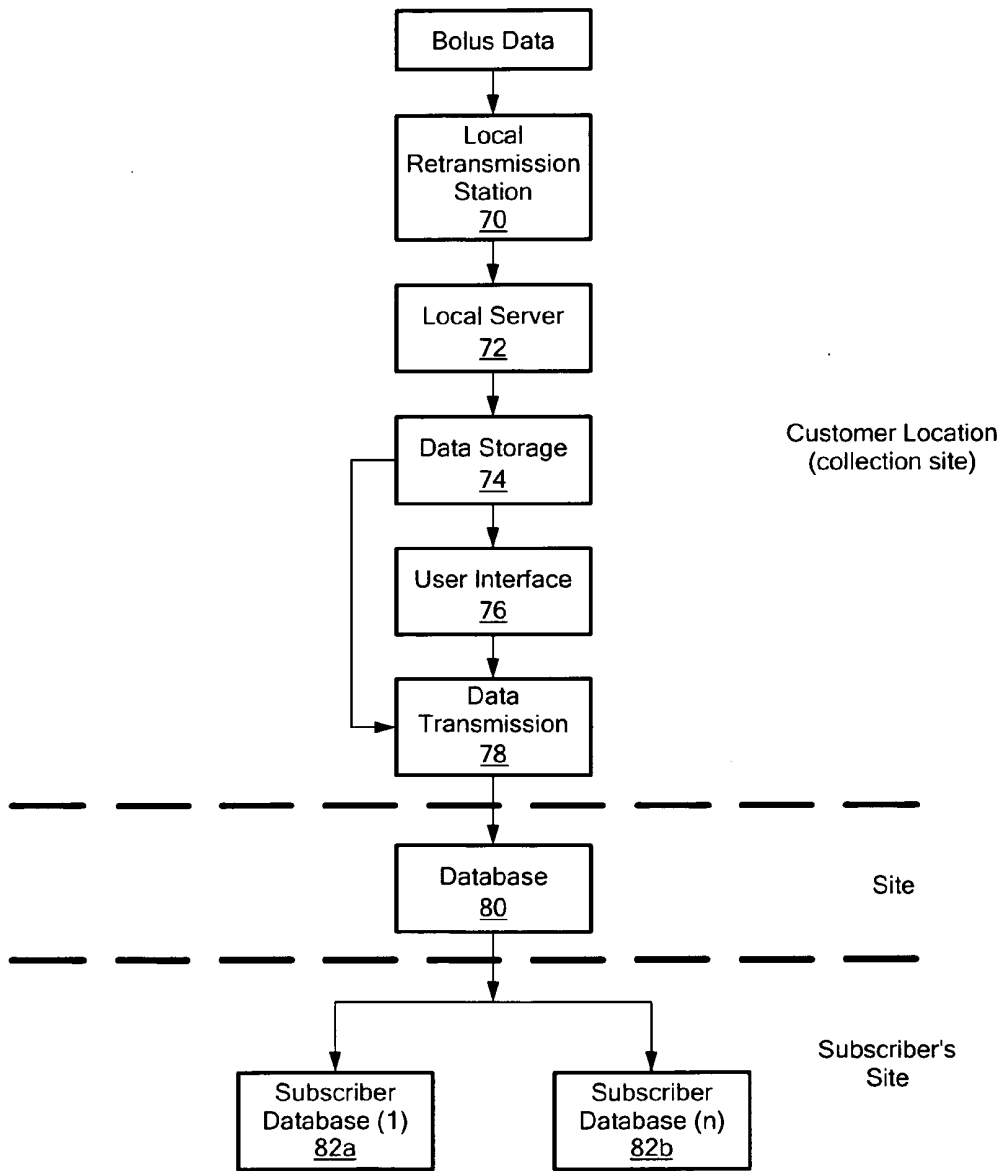 Bolus Data
Local
Retransmission
Station
70
Local Server
72
Data Storage
74
Customer Location
(collection site)
User Interface
76
Data
Transmission
78
Database
80
Site
Subscriber's
Site
Subscriber
Database (1)
82a
Subscriber
Database (n)
82b